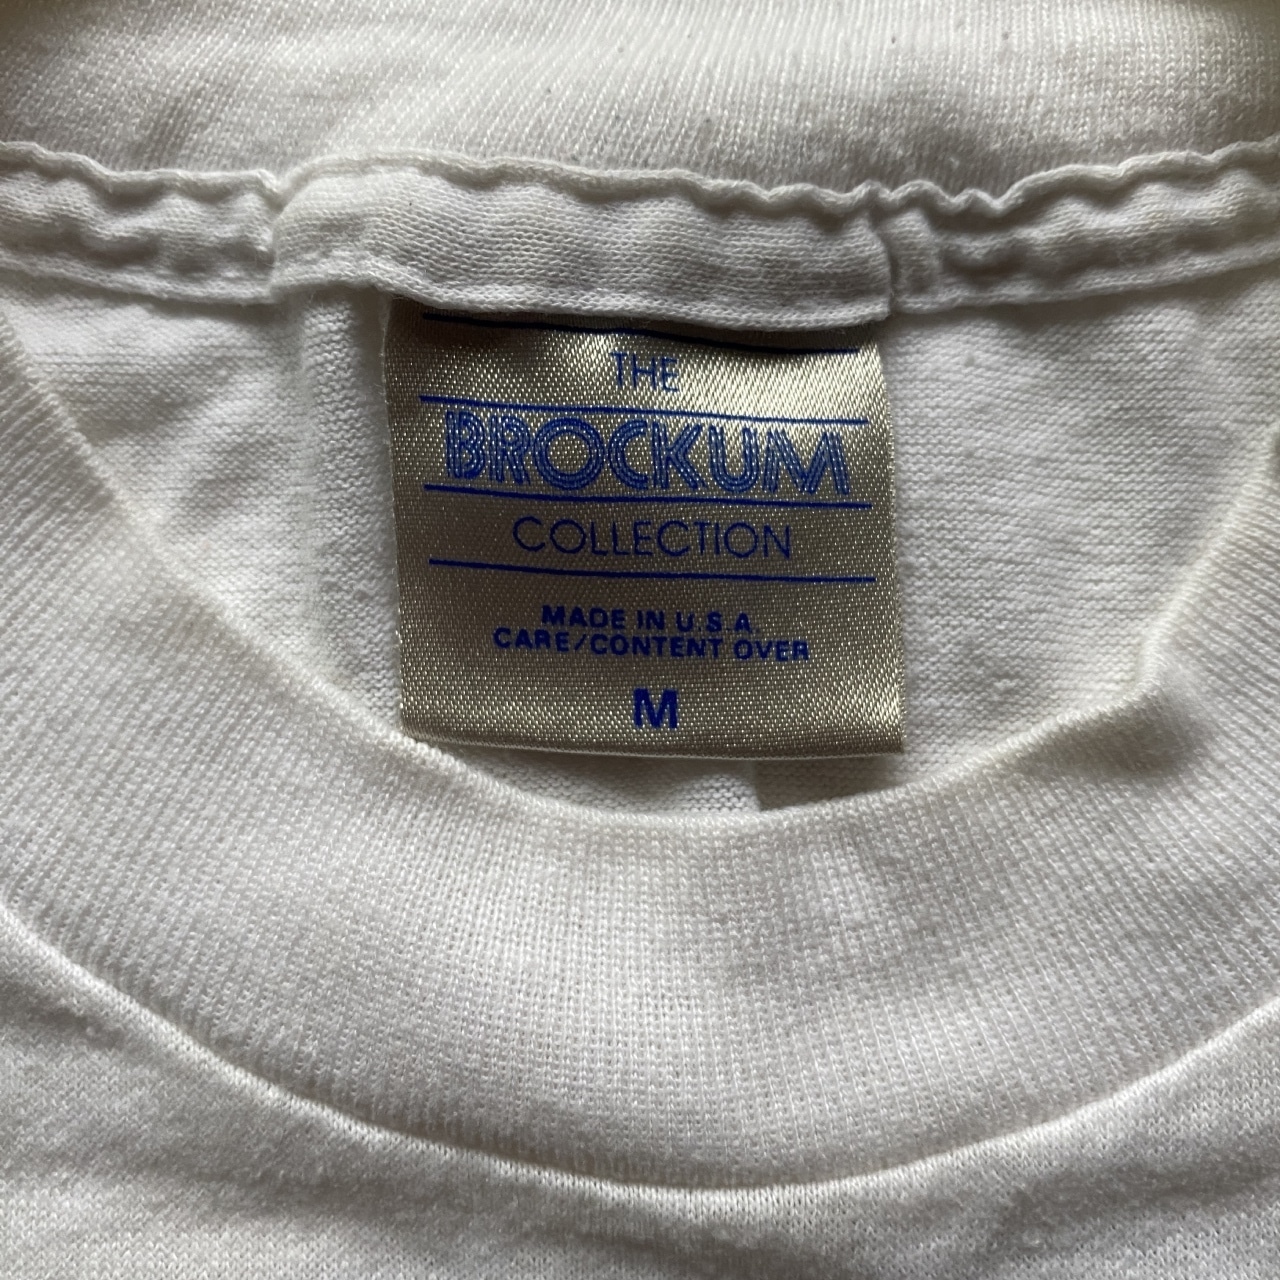 THE
BROCKUM
COLLECTION
MADE IN U.S.A.
CARE/CONTENT OVER
M